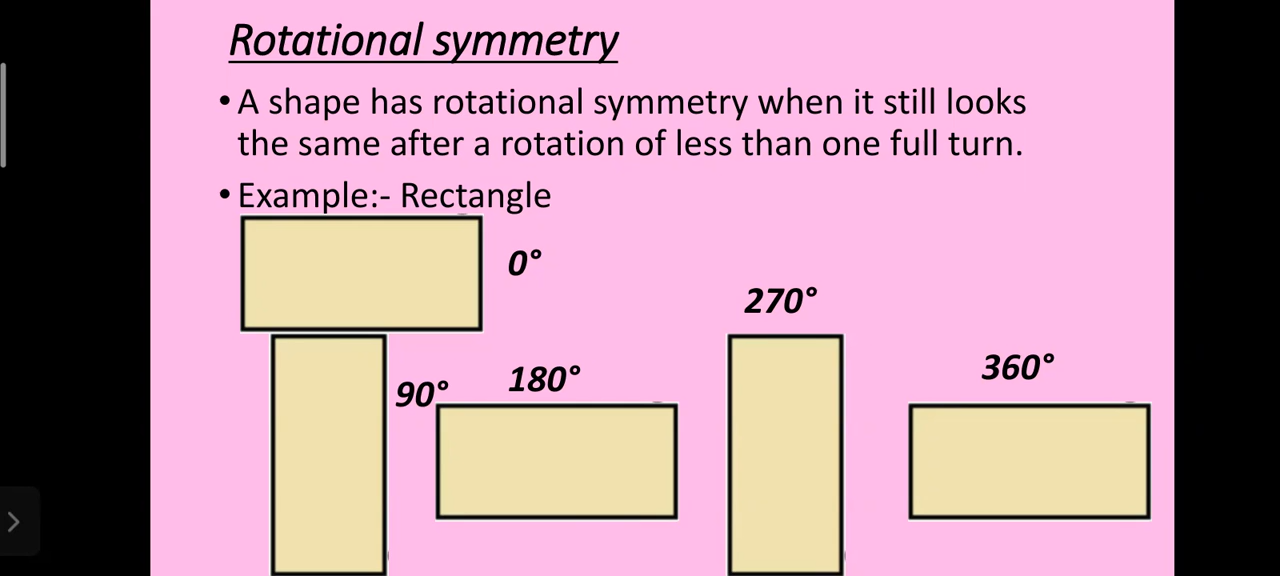 Rotational symmetry
•A shape has rotational symmetry when it still looks
the same after a rotation of less than one full turn.
•Example:- Rectangle
0°
270°
90°
180°
360°